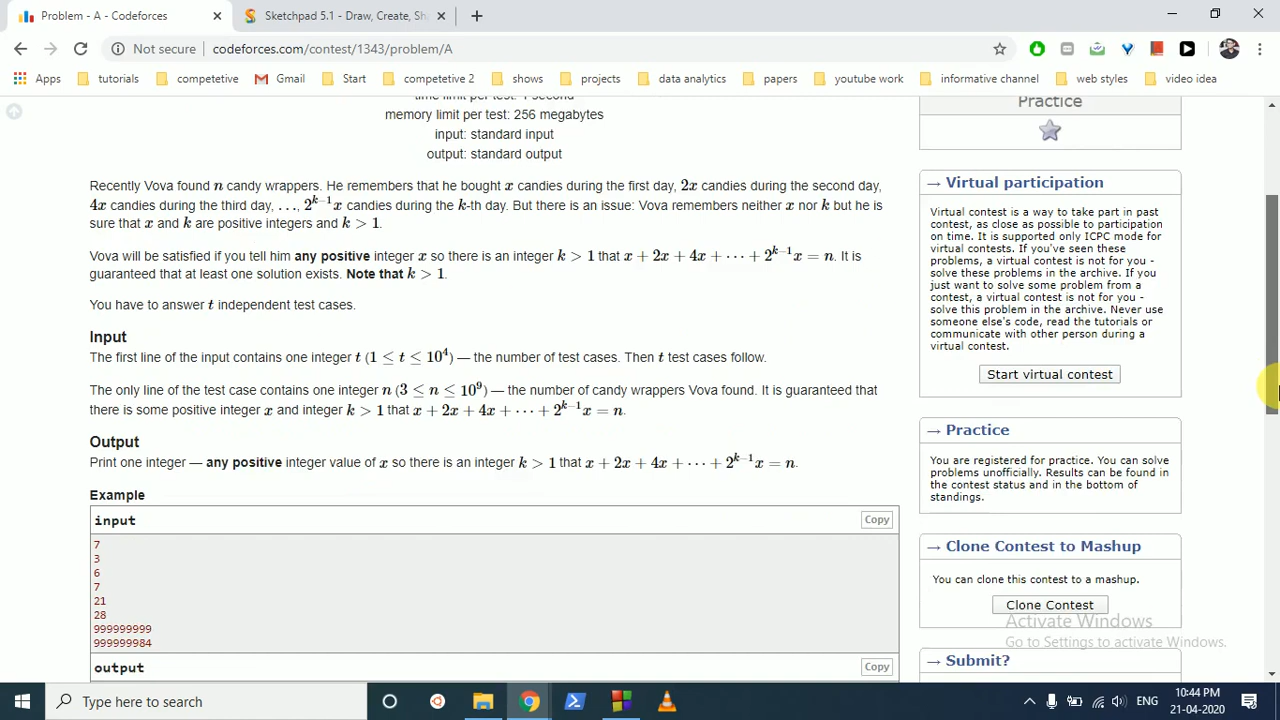 Problem - A - Codeforces
Sketchpad 5.1 - Draw, Create, Sh
Not secure codeforces.com/contest/1343/problem/A
Apps tutorials competetive Gmail Start competetive 2 shows projects data analytics papers youtube work informative channel web styles video idea
memory limit per test: 256 megabytes
input: standard input
output: standard output
Recently Vova found n candy wrappers. He remembers that he bought x candies during the first day, 2x candies during the second day,
4x candies during the third day, …, 2^{k−1}x candies during the k-th day. But there is an issue: Vova remembers neither x nor k but he is
sure that x and k are positive integers and k > 1.
Vova will be satisfied if you tell him any positive integer x so there is an integer k > 1 that x + 2x + 4x + ⋯ + 2^{k−1}x = n. It is
guaranteed that at least one solution exists. Note that k > 1.
You have to answer t independent test cases.
Input
The first line of the input contains one integer t (1 ≤ t ≤ 10^4) — the number of test cases. Then t test cases follow.
The only line of the test case contains one integer n (3 ≤ n ≤ 10^9) — the number of candy wrappers Vova found. It is guaranteed that
there is some positive integer x and integer k > 1 that x + 2x + 4x + ⋯ + 2^{k−1}x = n.
Output
Print one integer — any positive integer value of x so there is an integer k > 1 that x + 2x + 4x + ⋯ + 2^{k−1}x = n.
Example
input Copy
7
3
6
7
21
28
999999999
999999984
output Copy
Practice
→ Virtual participation
Virtual contest is a way to take part in past
contest, as close as possible to participation
on time. It is supported only ICPC mode for
virtual contests. If you've seen these
problems, a virtual contest is not for you -
solve these problems in the archive. If you
just want to solve some problem from a
contest, a virtual contest is not for you -
solve this problem in the archive. Never use
someone else's code, read the tutorials or
communicate with other person during a
virtual contest.
Start virtual contest
→ Practice
You are registered for practice. You can solve
problems unofficially. Results can be found in
the contest status and in the bottom of
standings.
→ Clone Contest to Mashup
You can clone this contest to a mashup.
Clone Contest
Activate Windows
Go to Settings to activate Windows.
→ Submit?
Type here to search
ENG
10:44 PM
21-04-2020